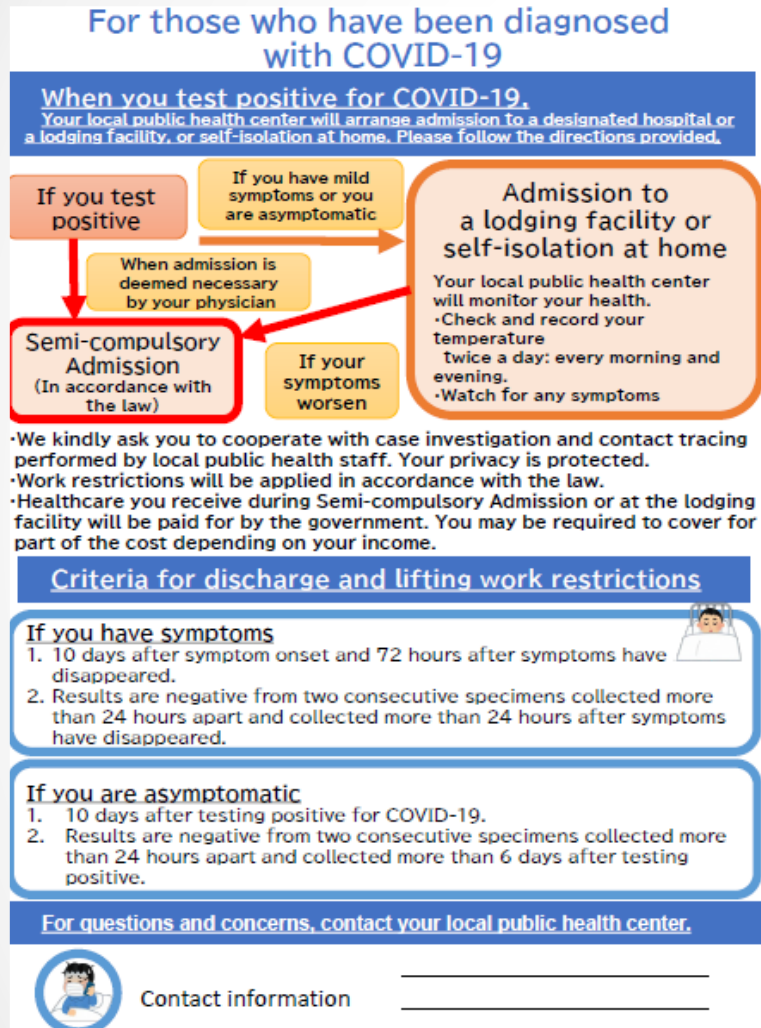 For those who have been diagnosed
with COVID-19
When you test positive for COVID-19,
Your local public health center will arrange admission to a designated hospital or
a lodging facility, or self-isolation at home. Please follow the directions provided.
If you test
positive
If you have mild
symptoms or you
are asymptomatic
When admission is
deemed necessary
by your physician
Semi-compulsory
Admission
(In accordance with
the law)
If your
symptoms
worsen
Admission to
a lodging facility or
self-isolation at home
Your local public health center
will monitor your health.
・Check and record your
temperature
twice a day: every morning and
evening.
・Watch for any symptoms
・We kindly ask you to cooperate with case investigation and contact tracing
performed by local public health staff. Your privacy is protected.
・Work restrictions will be applied in accordance with the law.
・Healthcare you receive during Semi-compulsory Admission or at the lodging
facility will be paid for by the government. You may be required to cover for
part of the cost depending on your income.
Criteria for discharge and lifting work restrictions
If you have symptoms
1. 10 days after symptom onset and 72 hours after symptoms have
disappeared.
2. Results are negative from two consecutive specimens collected more
than 24 hours apart and collected more than 24 hours after symptoms
have disappeared.
If you are asymptomatic
1. 10 days after testing positive for COVID-19.
2. Results are negative from two consecutive specimens collected more
than 24 hours apart and collected more than 6 days after testing
positive.
For questions and concerns, contact your local public health center.
Contact information